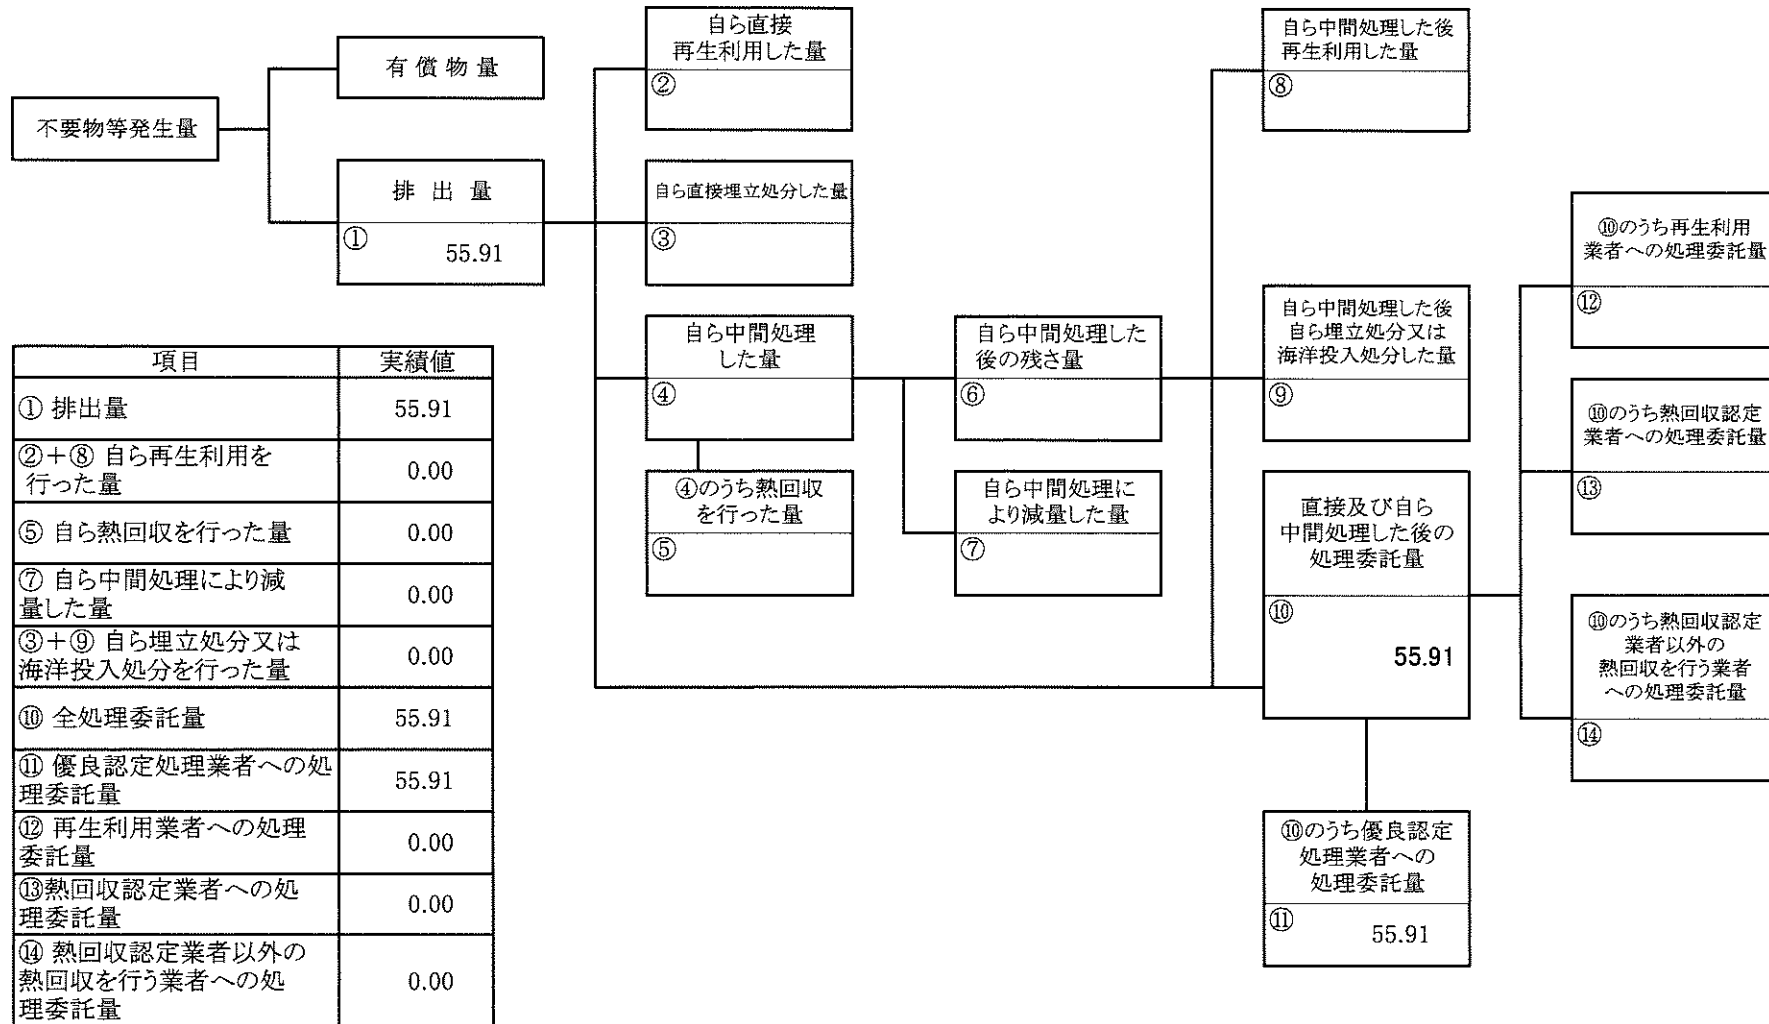 不要物等発生量
有 償 物 量
排 出 量
①
55.91
自ら直接
再生利用した量
②
自ら直接埋立処分した量
③
自ら中間処理
した量
④
④のうち熱回収
を行った量
⑤
自ら中間処理した
後の残さ量
⑥
自ら中間処理に
より減量した量
⑦
自ら中間処理した後
再生利用した量
⑧
自ら中間処理した後
自ら埋立処分又は
海洋投入処分した量
⑨
直接及び自ら
中間処理した後の
処理委託量
⑩
55.91
⑩のうち優良認定
処理業者への
処理委託量
⑪
55.91
⑩のうち再生利用
業者への処理委託量
⑫
⑩のうち熱回収認定
業者への処理委託量
⑬
⑩のうち熱回収認定
業者以外の
熱回収を行う業者
への処理委託量
⑭
項目 実績値
① 排出量 55.91
②+⑧ 自ら再生利用を
行った量 0.00
⑤ 自ら熱回収を行った量 0.00
⑦ 自ら中間処理により減
量した量 0.00
③+⑨ 自ら埋立処分又は
海洋投入処分を行った量 0.00
⑩ 全処理委託量 55.91
⑪ 優良認定処理業者への処
理委託量 55.91
⑫ 再生利用業者への処理
委託量 0.00
⑬熱回収認定業者への処
理委託量 0.00
⑭ 熱回収認定業者以外の
熱回収を行う業者への処
理委託量 0.00